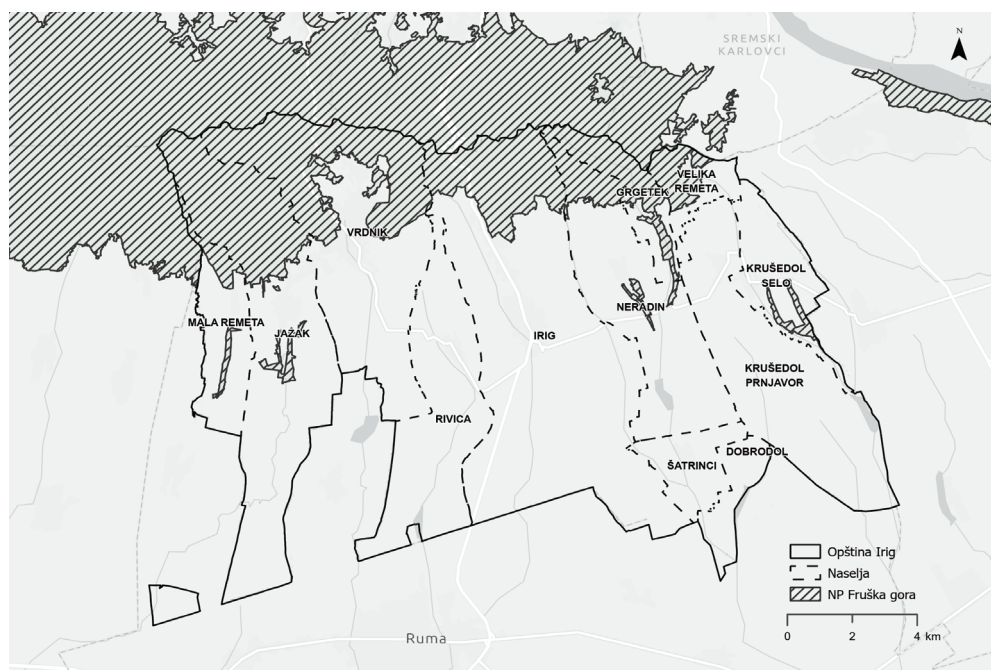 SREMSKI
KARLOVCI
N
VELIKA
REMETA
GRGETEK
VRDNIK
KRUŠEDOL
SELO
NERADIN
MALA REMETA
JAZAK
IRIG
KRUŠEDOL
PRNJAVOR
RIVICA
DOBRODOL
ŠATRINCI
Opština Irig
Naselja
NP Fruška gora
0 2 4 km
Ruma